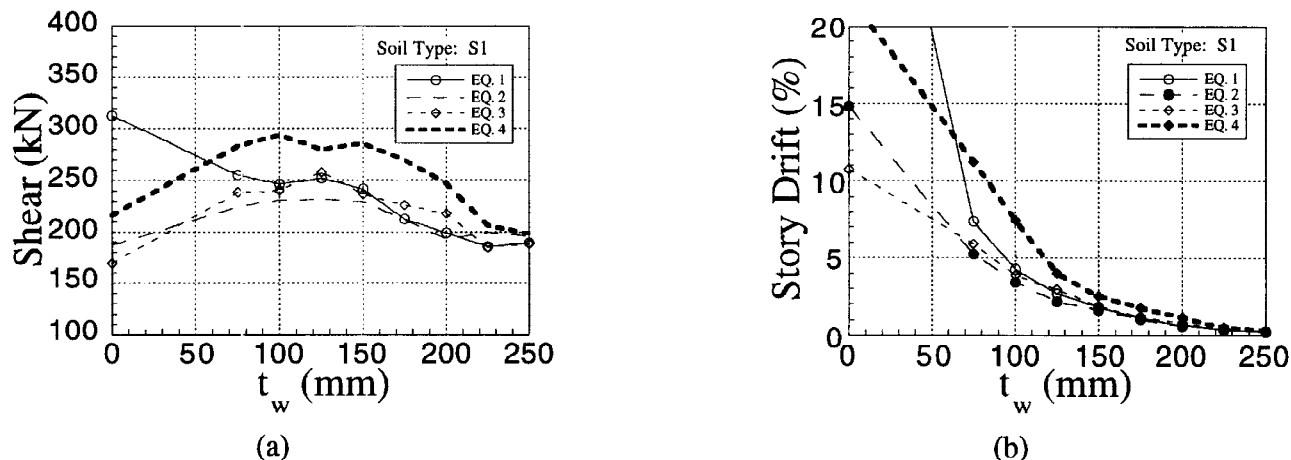 400
350
300
250
200
150
100
Shear (kN)
Soil Type: S1
EQ. 1
EQ. 2
EQ. 3
EQ. 4
0 50 100 150 200 250
t_w (mm)
(a)
20
15
10
5
0
Story Drift (%)
Soil Type: S1
EQ. 1
EQ. 2
EQ. 3
EQ. 4
0 50 100 150 200 250
t_w (mm)
(b)